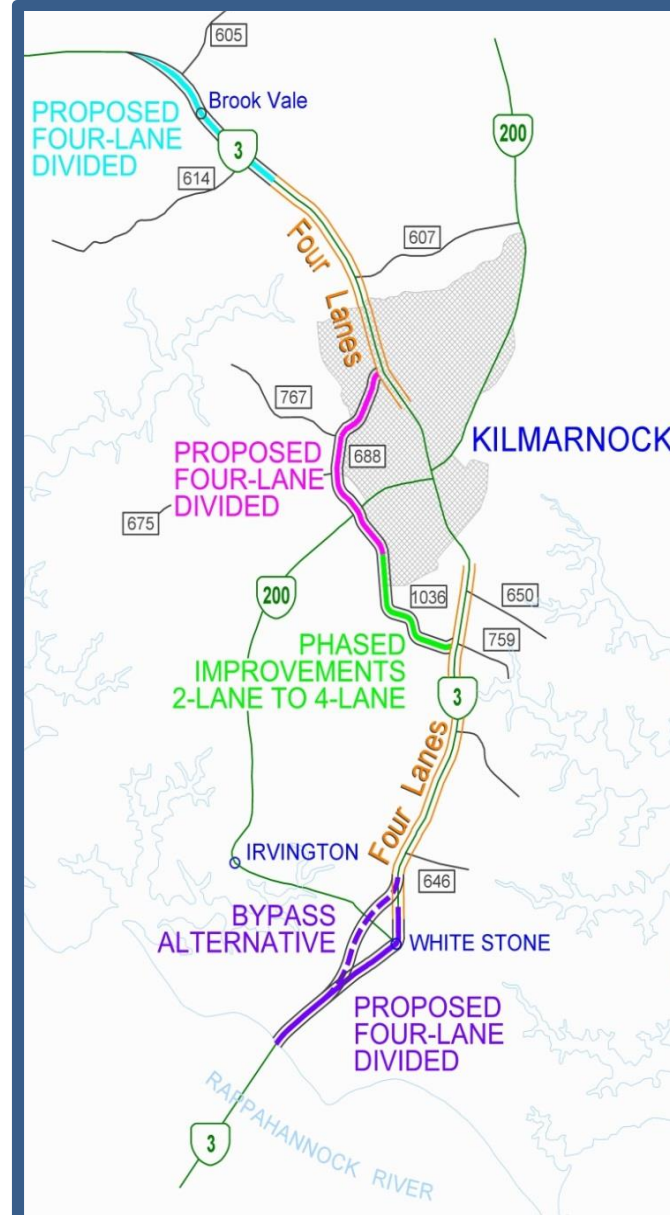 605
Brook Vale
PROPOSED
FOUR-LANE
DIVIDED
3
200
614
607
Four Lanes
767
688
KILMARNOCK
PROPOSED
FOUR-LANE
DIVIDED
675
200
1036
650
759
PHASED
IMPROVEMENTS
2-LANE TO 4-LANE
3
Four Lanes
IRVINGTON
646
BYPASS
ALTERNATIVE
WHITE STONE
PROPOSED
FOUR-LANE
DIVIDED
RAPPAHANNOCK RIVER
3